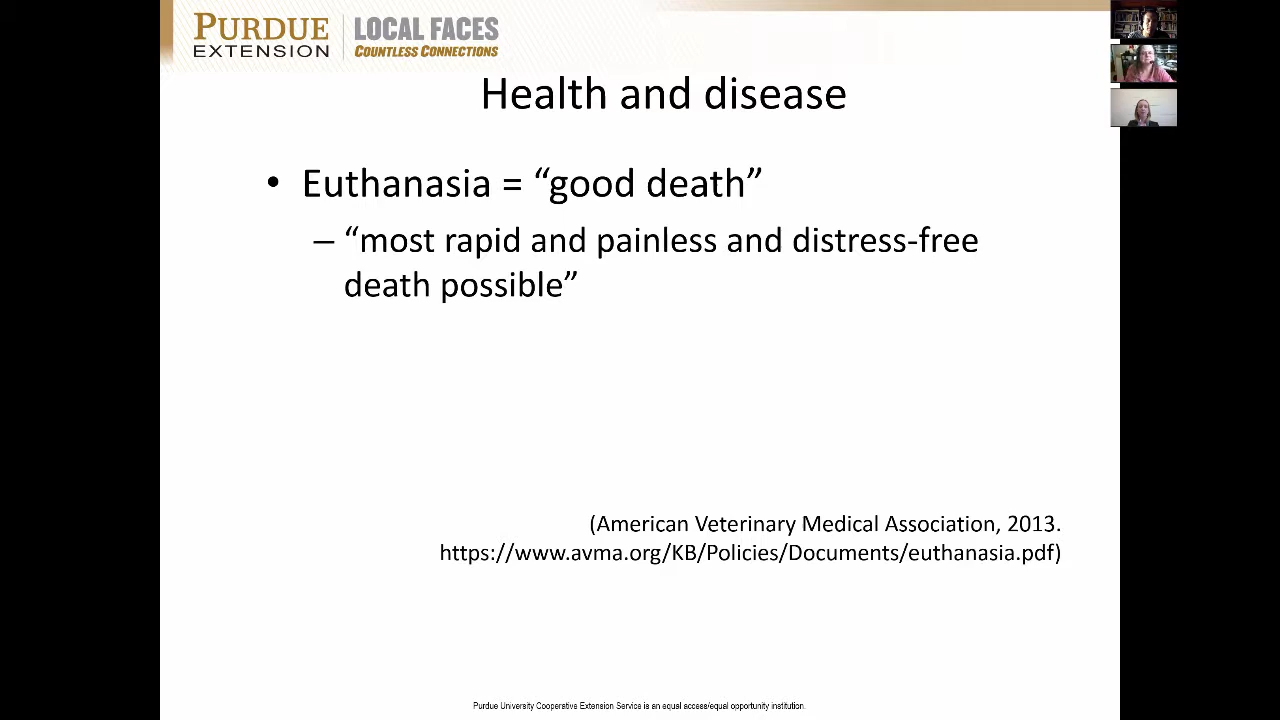 PURDUE
EXTENSION
LOCAL FACES
COUNTLESS CONNECTIONS
Health and disease
• Euthanasia = “good death”
– “most rapid and painless and distress-free
death possible”
(American Veterinary Medical Association, 2013.
https://www.avma.org/KB/Policies/Documents/euthanasia.pdf)
Purdue University Cooperative Extension Service is an equal access/equal opportunity institution.